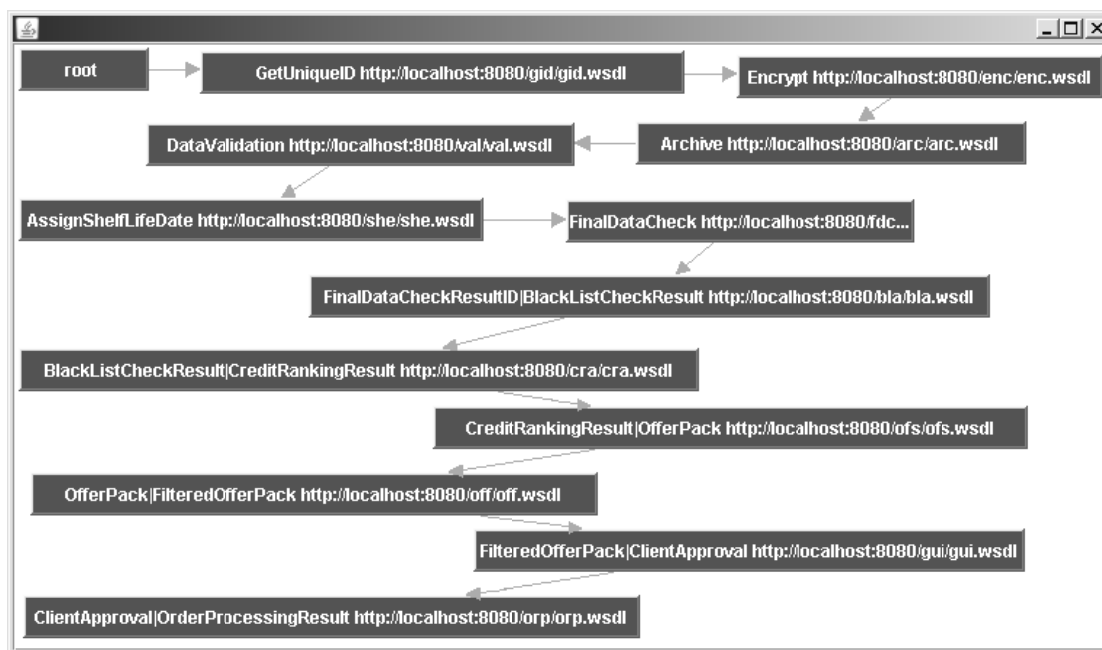 root
GetUniqueID http://localhost:8080/gid/gid.wsdl
Encrypt http://localhost:8080/enc/enc.wsdl
Archive http://localhost:8080/arc/arc.wsdl
DataValidation http://localhost:8080/val/val.wsdl
AssignShelfLifeDate http://localhost:8080/she/she.wsdl
FinalDataCheck http://localhost:8080/fdc...
FinalDataCheckResultID|BlackListCheckResult http://localhost:8080/bla/bla.wsdl
BlackListCheckResult|CreditRankingResult http://localhost:8080/cra/cra.wsdl
CreditRankingResult|OfferPack http://localhost:8080/ofs/ofs.wsdl
OfferPack|FilteredOfferPack http://localhost:8080/off/off.wsdl
FilteredOfferPack|ClientApproval http://localhost:8080/gui/gui.wsdl
ClientApproval|OrderProcessingResult http://localhost:8080/orp/orp.wsdl